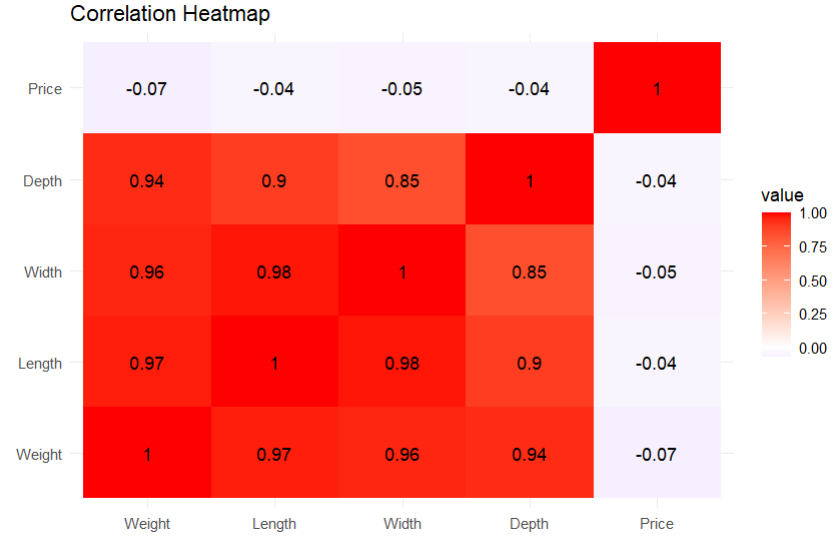 Correlation Heatmap
Price -0.07 -0.04 -0.05 -0.04 1
Depth 0.94 0.9 0.85 1 -0.04
Width 0.96 0.98 1 0.85 -0.05
Length 0.97 1 0.98 0.9 -0.04
Weight 1 0.97 0.96 0.94 -0.07
Weight Length Width Depth Price
value
1.00
0.75
0.50
0.25
0.00